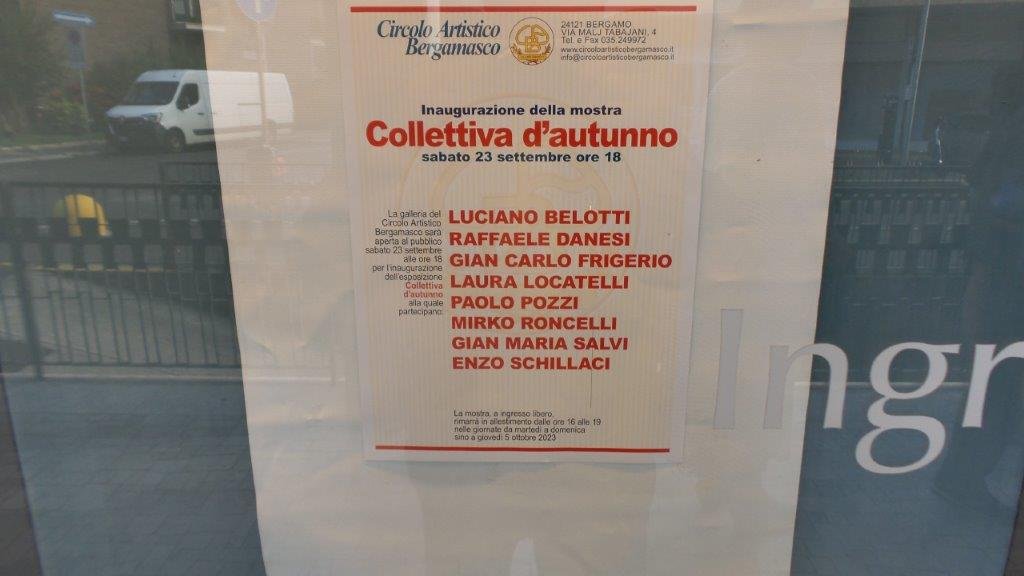 Circolo Artistico
Bergamasco
24121 BERGAMO
VIA MALJ TABAJANI, 4
Tel. e Fax 035.249972
www.circoloartisticobergamasco.it
info@circoloartisticobergamasco.it
Inaugurazione della mostra
Collettiva d'autunno
sabato 23 settembre ore 18
La galleria del
Circolo Artistico
Bergamasco sarà
aperta al pubblico
sabato 23 settembre
alle ore 18
per l'inaugurazione
dell'esposizione
Collettiva
d'autunno
alla quale
partecipano:
LUCIANO BELOTTI
RAFFAELE DANESI
GIAN CARLO FRIGERIO
LAURA LOCATELLI
PAOLO POZZI
MIRKO RONCELLI
GIAN MARIA SALVI
ENZO SCHILLACI
La mostra, a ingresso libero,
rimarrà in allestimento dalle ore 16 alle 19
nelle giornate da martedì a domenica
sino a giovedì 5 ottobre 2023
Ingr